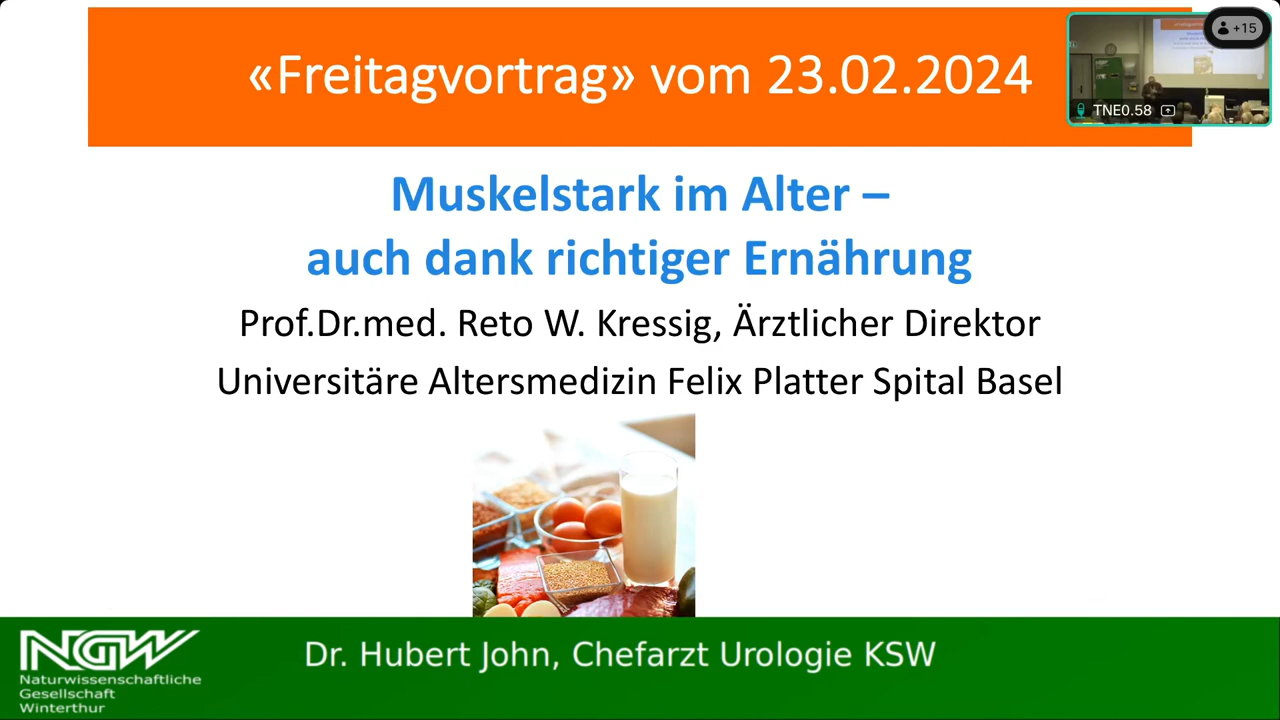 «Freitagvortrag» vom 23.02.2024
+15
TNE0.58
Muskelstark im Alter –
auch dank richtiger Ernährung
Prof.Dr.med. Reto W. Kressig, Ärztlicher Direktor
Universitäre Altersmedizin Felix Platter Spital Basel
NGW
Naturwissenschaftliche
Gesellschaft
Winterthur
Dr. Hubert John, Chefarzt Urologie KSW